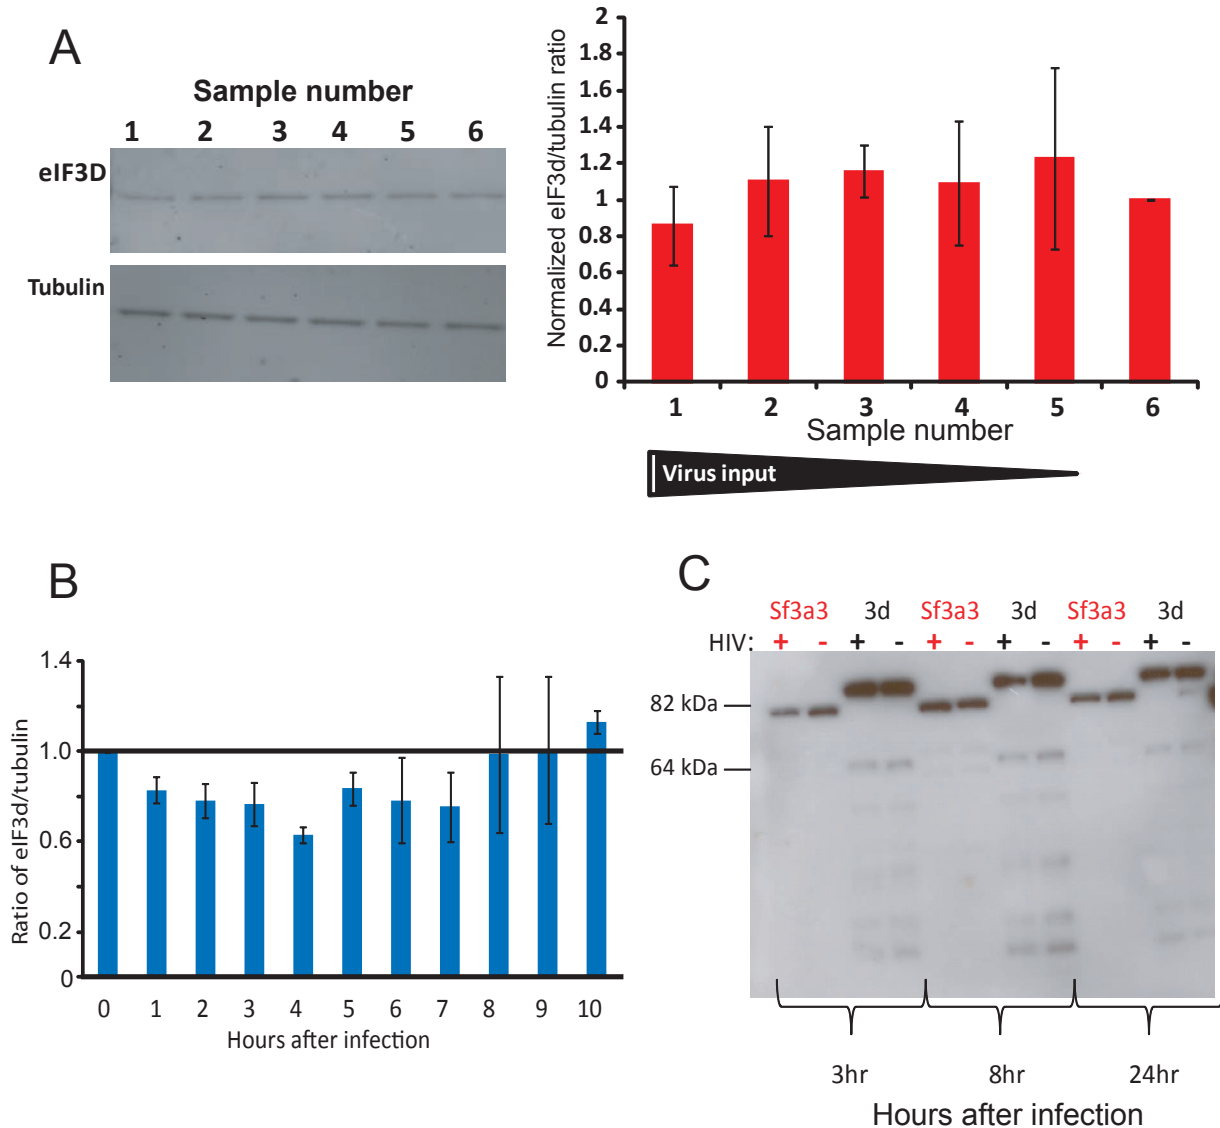 A
Sample number
1 2 3 4 5 6
eIF3D
Tubulin
Normalized eIF3d/tubulin ratio
2
1.8
1.6
1.4
1.2
1
0.8
0.6
0.4
0.2
0
1 2 3 4 5 6
Sample number
Virus input
B
Ratio of eIF3d/tubulin
1.4
1.0
0.6
0.2
0
0 1 2 3 4 5 6 7 8 9 10
Hours after infection
C
Sf3a3 3d Sf3a3 3d Sf3a3 3d
HIV: + - + - + - + - + - + -
82 kDa
64 kDa
3hr 8hr 24hr
Hours after infection